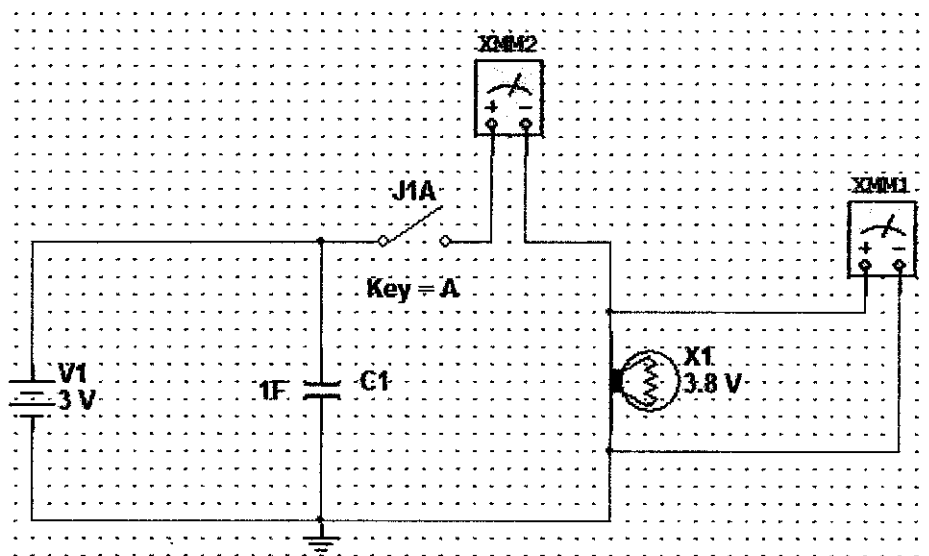 XMM2
XMM1
J1A
Key = A
V1
3 V
1F
C1
X1
3.8 V